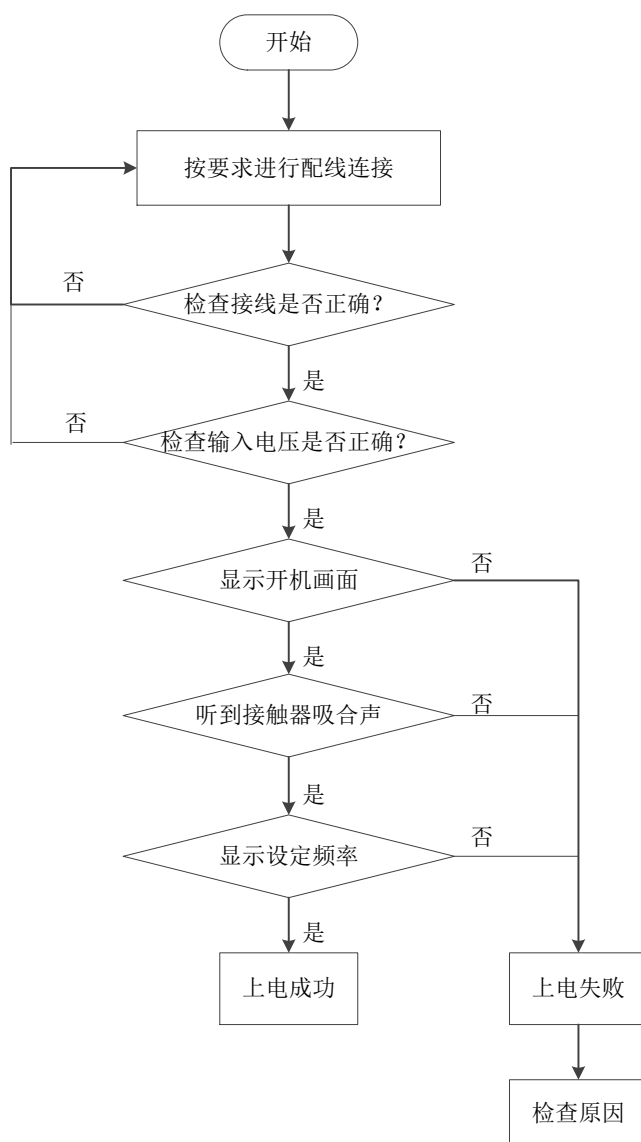 开始
按要求进行配线连接
否
检查接线是否正确？
是
否
检查输入电压是否正确？
是
显示开机画面
否
是
听到接触器吸合声
否
是
显示设定频率
否
是
上电成功
上电失败
检查原因